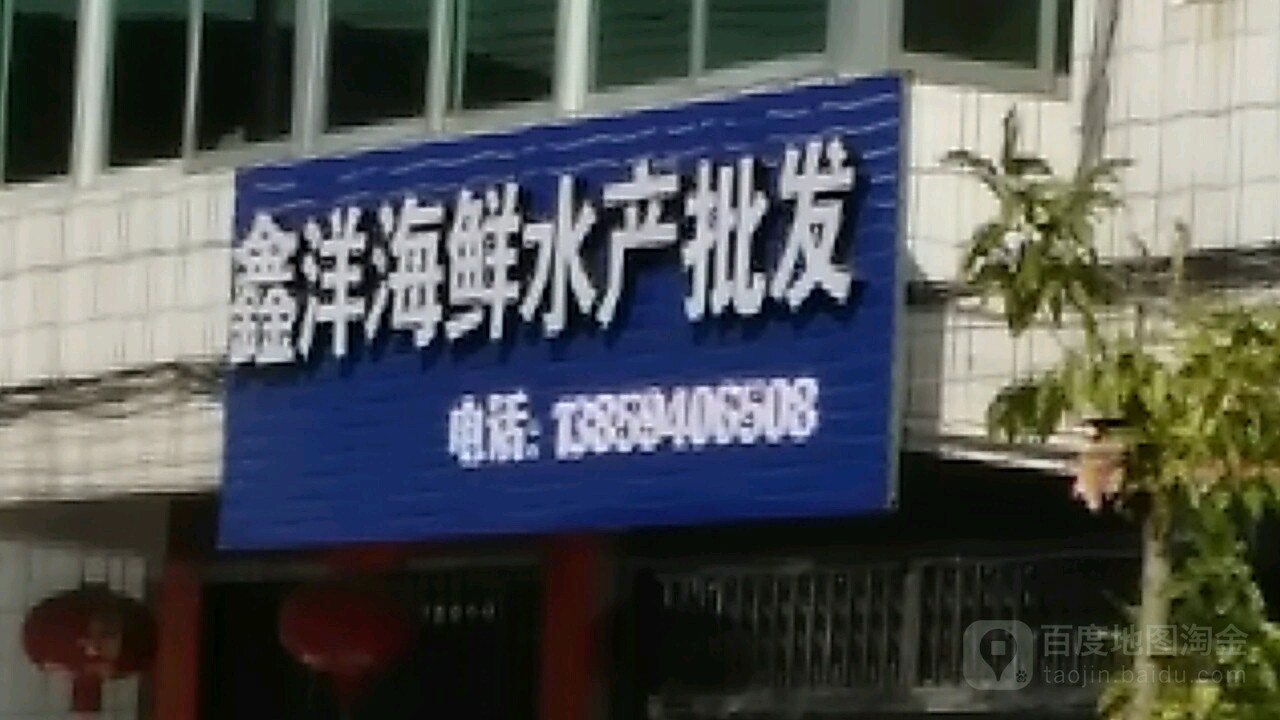 鑫洋海鲜水产批发
电话:13859406508
百度地图淘金
taojin.baidu.com